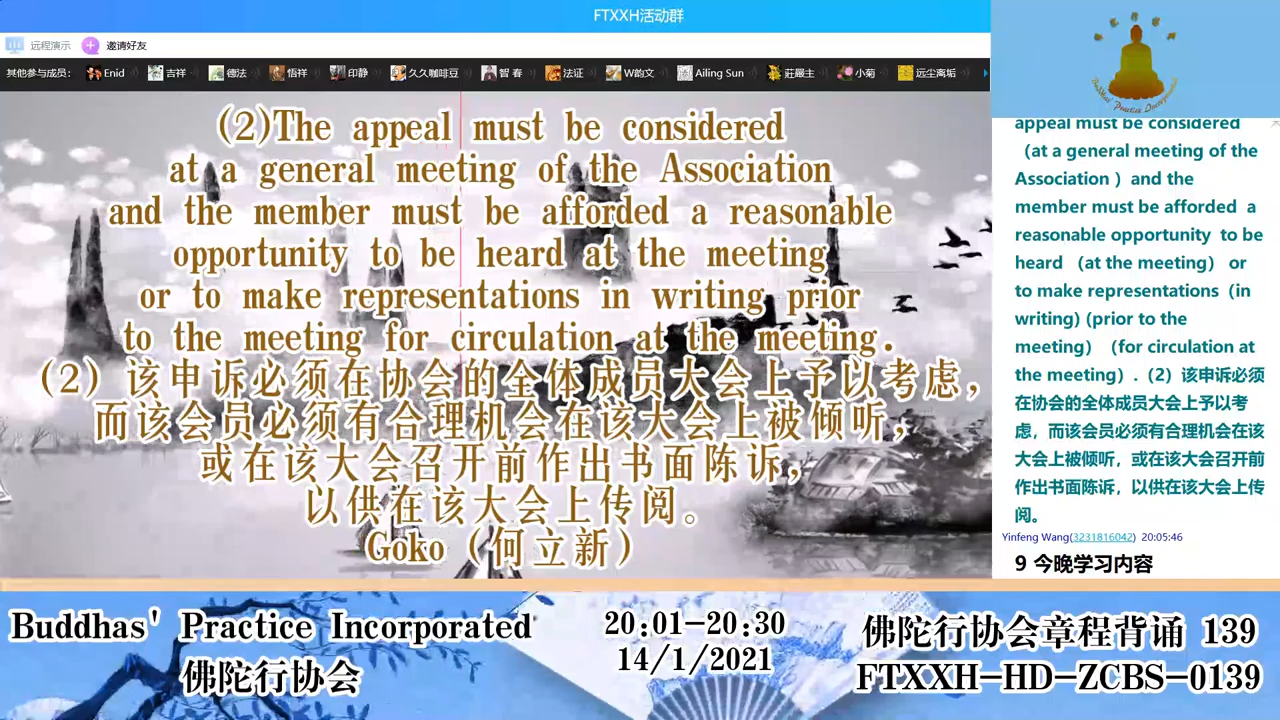 FTXXH活动群
远程演示
邀请好友
其他参与成员：
Enid
吉祥
德法
悟祥
印静
久久咖啡豆
智 春
法证
W韵文
Ailing Sun
莊嚴主
小菊
远尘离垢
Buddhas' Practice Incorporated
(2)The appeal must be considered
at a general meeting of the Association
and the member must be afforded a reasonable
opportunity to be heard at the meeting
or to make representations in writing prior
to the meeting for circulation at the meeting.
（2）该申诉必须在协会的全体成员大会上予以考虑，
而该会员必须有合理机会在该大会上被倾听，
或在该大会召开前作出书面陈诉，
以供在该大会上传阅。
Goko（何立新）
appeal must be considered
（at a general meeting of the
Association ）and the
member must be afforded a
reasonable opportunity to be
heard （at the meeting） or
to make representations（in
writing) (prior to the
meeting）（for circulation at
the meeting）.（2）该申诉必须
在协会的全体成员大会上予以考
虑，而该会员必须有合理机会在该
大会上被倾听，或在该大会召开前
作出书面陈诉，以供在该大会上传
阅。
Yinfeng Wang(3231816042) 20:05:46
9 今晚学习内容
Buddhas' Practice Incorporated
佛陀行协会
20:01-20:30
14/1/2021
佛陀行协会章程背诵 139
FTXXH-HD-ZCBS-0139